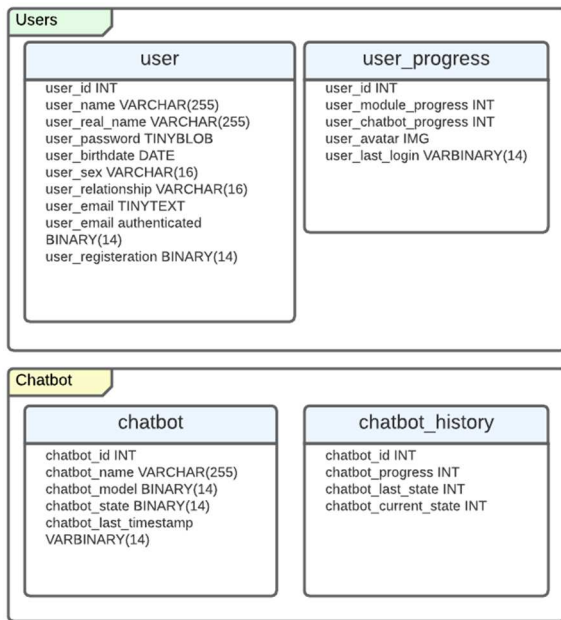 Users
user
user_id INT
user_name VARCHAR(255)
user_real_name VARCHAR(255)
user_password TINYBLOB
user_birthdate DATE
user_sex VARCHAR(16)
user_relationship VARCHAR(16)
user_email TINYTEXT
user_email authenticated
BINARY(14)
user_registeration BINARY(14)
user_progress
user_id INT
user_module_progress INT
user_chatbot_progress INT
user_avatar IMG
user_last_login VARBINARY(14)
Chatbot
chatbot
chatbot_id INT
chatbot_name VARCHAR(255)
chatbot_model BINARY(14)
chatbot_state BINARY(14)
chatbot_last_timestamp
VARBINARY(14)
chatbot_history
chatbot_id INT
chatbot_progress INT
chatbot_last_state INT
chatbot_current_state INT